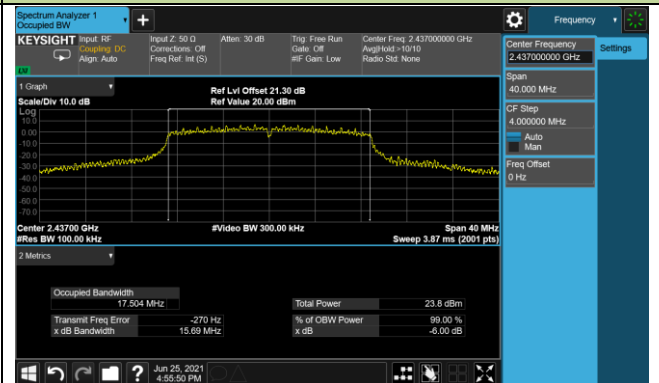 Spectrum Analyzer 1
Occupied BW
+
Frequency
KEYSIGHT
Input: RF
Coupling: DC
Align: Auto
Input Z: 50 Ω
Corrections: Off
Freq Ref: Int (S)
Atten: 30 dB
Trig: Free Run
Gate: Off
#IF Gain: Low
Center Freq: 2.437000000 GHz
Avg|Hold:>10/10
Radio Std: None
Center Frequency
2.437000000 GHz
Settings
Span
40.000 MHz
CF Step
4.000000 MHz
Auto
Man
Freq Offset
0 Hz
1 Graph
Scale/Div 10.0 dB
Ref Lvl Offset 21.30 dB
Ref Value 20.00 dBm
Log
10.0
0.00
-10.0
-20.0
-30.0
-40.0
-50.0
-60.0
-70.0
Center 2.43700 GHz
#Res BW 100.00 kHz
#Video BW 300.00 kHz
Span 40 MHz
Sweep 3.87 ms (2001 pts)
2 Metrics
Occupied Bandwidth
17.504 MHz
Total Power 23.8 dBm
Transmit Freq Error -270 Hz
% of OBW Power 99.00 %
x dB Bandwidth 15.69 MHz
x dB -6.00 dB
?
Jun 25, 2021
4:55:50 PM